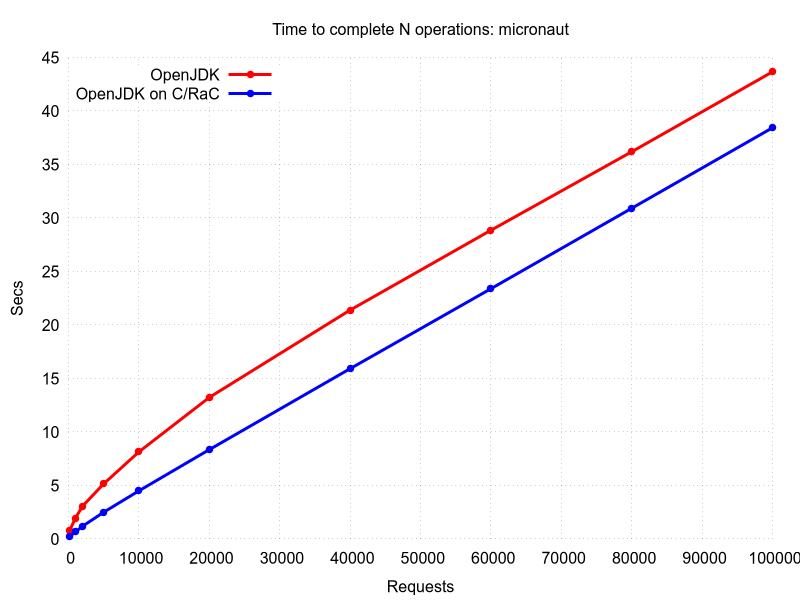 Time to complete N operations: micronaut
OpenJDK
OpenJDK on C/RaC
45
40
35
30
25
20
15
10
5
0
Secs
0 10000 20000 30000 40000 50000 60000 70000 80000 90000 100000
Requests